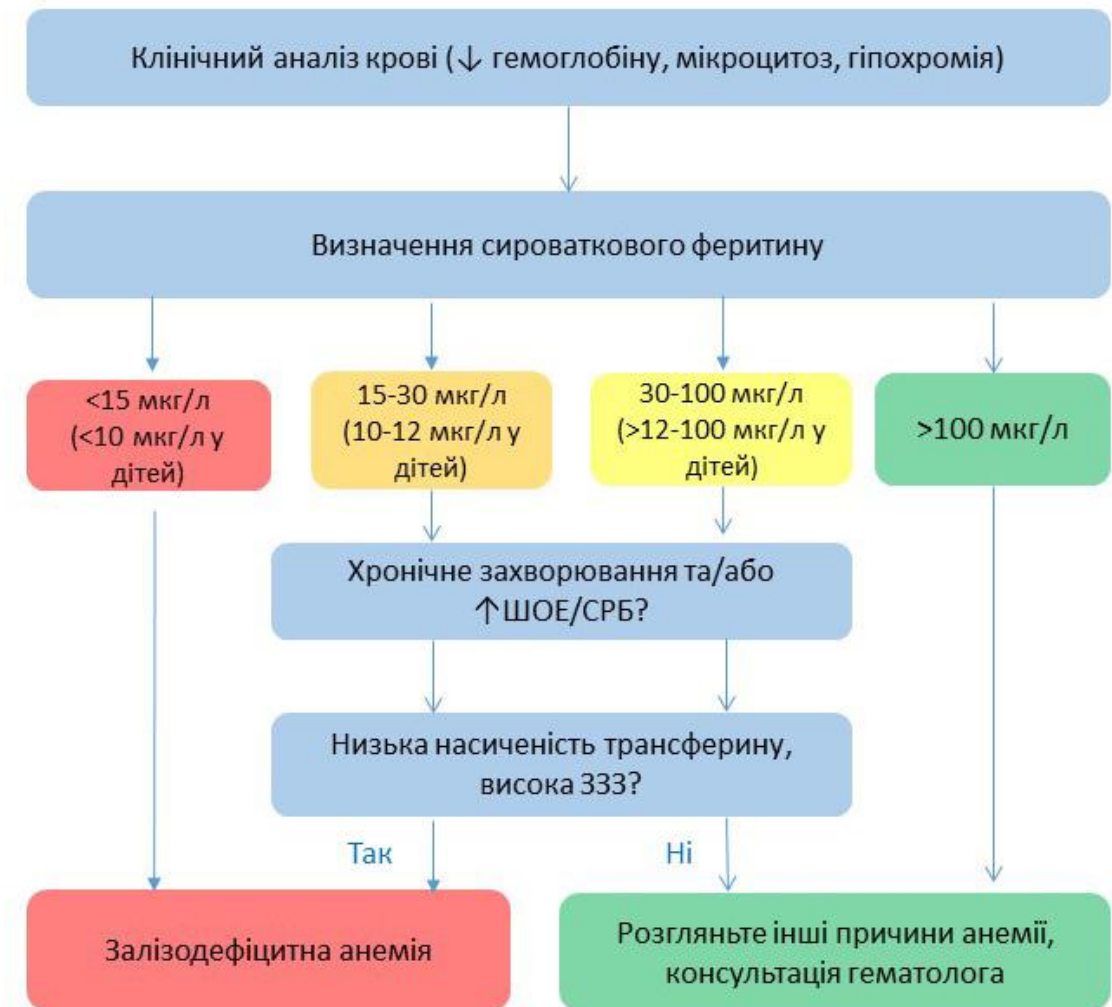 Клінічний аналіз крові (↓ гемоглобіну, мікроцитоз, гіпохромія)
Визначення сироваткового феритину
<15 мкг/л
(<10 мкг/л у
дітей)
15-30 мкг/л
(10-12 мкг/л у
дітей)
30-100 мкг/л
(>12-100 мкг/л у
дітей)
>100 мкг/л
Хронічне захворювання та/або
↑ШОЕ/СРБ?
Низька насиченість трансферину,
висока ЗЗЗ?
Так
Ні
Залізодефіцитна анемія
Розгляньте інші причини анемії,
консультація гематолога